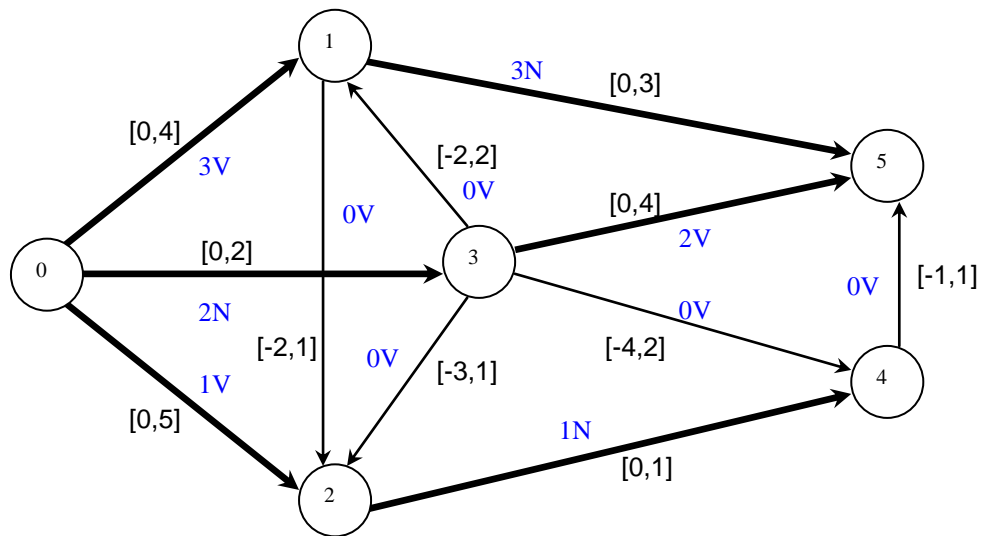 1
3N
[0,3]
[0,4]
3V
[-2,2]
0V
5
0V
[0,4]
[0,2]
3
2V
0
2N
0V
0V
[-1,1]
[-2,1]
0V
[-4,2]
1V
[-3,1]
4
[0,5]
1N
[0,1]
2